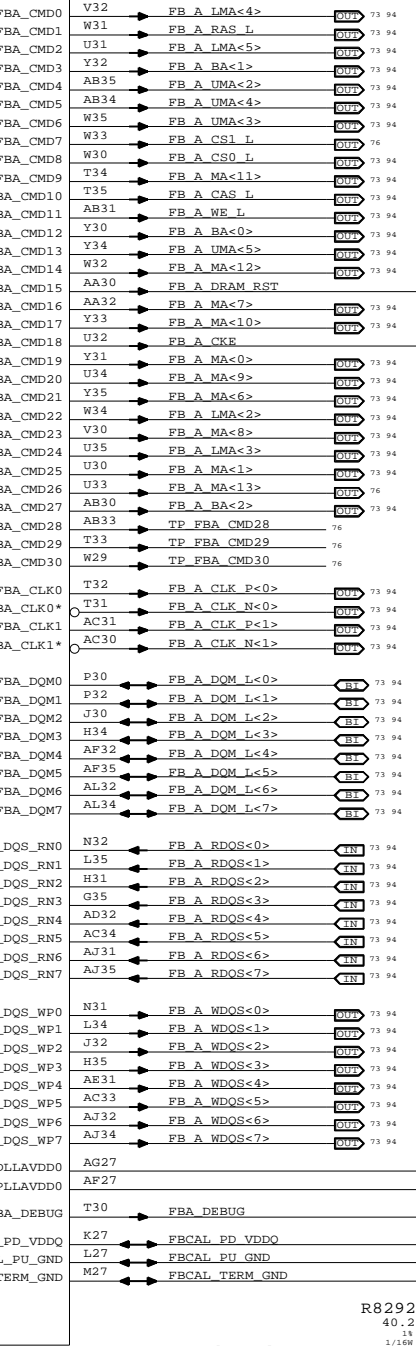 FBA_CMD0 V32 FB_A_LMA<4> OUT 73 94
FBA_CMD1 W31 FB_A_RAS_L OUT 73 94
FBA_CMD2 U31 FB_A_LMA<5> OUT 73 94
FBA_CMD3 Y32 FB_A_BA<1> OUT 73 94
FBA_CMD4 AB35 FB_A_UMA<2> OUT 73 94
FBA_CMD5 AB34 FB_A_UMA<4> OUT 73 94
FBA_CMD6 W35 FB_A_UMA<3> OUT 73 94
FBA_CMD7 W33 FB_A_CS1_L OUT 76
FBA_CMD8 W30 FB_A_CS0_L OUT 73 94
FBA_CMD9 T34 FB_A_MA<11> OUT 73 94
BA_CMD10 T35 FB_A_CAS_L OUT 73 94
BA_CMD11 AB31 FB_A_WE_L OUT 73 94
BA_CMD12 Y30 FB_A_BA<0> OUT 73 94
BA_CMD13 Y34 FB_A_UMA<5> OUT 73 94
BA_CMD14 W32 FB_A_MA<12> OUT 73 94
BA_CMD15 AA30 FB_A_DRAM_RST
BA_CMD16 AA32 FB_A_MA<7> OUT 73 94
BA_CMD17 Y33 FB_A_MA<10> OUT 73 94
BA_CMD18 U32 FB_A_CKE
BA_CMD19 Y31 FB_A_MA<0> OUT 73 94
BA_CMD20 U34 FB_A_MA<9> OUT 73 94
BA_CMD21 Y35 FB_A_MA<6> OUT 73 94
BA_CMD22 W34 FB_A_LMA<2> OUT 73 94
BA_CMD23 V30 FB_A_MA<8> OUT 73 94
BA_CMD24 U35 FB_A_LMA<3> OUT 73 94
BA_CMD25 U30 FB_A_MA<1> OUT 73 94
BA_CMD26 U33 FB_A_MA<13> OUT 76
BA_CMD27 AB30 FB_A_BA<2> OUT 73 94
BA_CMD28 AB33 TP_FBA_CMD28 76
BA_CMD29 T33 TP_FBA_CMD29 76
BA_CMD30 W29 TP_FBA_CMD30 76
FBA_CLK0 T32 FB_A_CLK_P<0> OUT 73 94
BA_CLK0* T31 FB_A_CLK_N<0> OUT 73 94
FBA_CLK1 AC31 FB_A_CLK_P<1> OUT 73 94
BA_CLK1* AC30 FB_A_CLK_N<1> OUT 73 94
FBA_DQM0 P30 FB_A_DQM_L<0> BI 73 94
FBA_DQM1 P32 FB_A_DQM_L<1> BI 73 94
FBA_DQM2 J30 FB_A_DQM_L<2> BI 73 94
FBA_DQM3 H34 FB_A_DQM_L<3> BI 73 94
FBA_DQM4 AF32 FB_A_DQM_L<4> BI 73 94
FBA_DQM5 AF35 FB_A_DQM_L<5> BI 73 94
FBA_DQM6 AL32 FB_A_DQM_L<6> BI 73 94
FBA_DQM7 AL34 FB_A_DQM_L<7> BI 73 94
_DQS_RN0 N32 FB_A_RDQS<0> IN 73 94
_DQS_RN1 L35 FB_A_RDQS<1> IN 73 94
_DQS_RN2 H31 FB_A_RDQS<2> IN 73 94
_DQS_RN3 G35 FB_A_RDQS<3> IN 73 94
_DQS_RN4 AD32 FB_A_RDQS<4> IN 73 94
_DQS_RN5 AC34 FB_A_RDQS<5> IN 73 94
_DQS_RN6 AJ31 FB_A_RDQS<6> IN 73 94
_DQS_RN7 AJ35 FB_A_RDQS<7> IN 73 94
_DQS_WP0 N31 FB_A_WDQS<0> OUT 73 94
_DQS_WP1 L34 FB_A_WDQS<1> OUT 73 94
_DQS_WP2 J32 FB_A_WDQS<2> OUT 73 94
_DQS_WP3 H35 FB_A_WDQS<3> OUT 73 94
_DQS_WP4 AE31 FB_A_WDQS<4> OUT 73 94
_DQS_WP5 AC33 FB_A_WDQS<5> OUT 73 94
_DQS_WP6 AJ32 FB_A_WDQS<6> OUT 73 94
_DQS_WP7 AJ34 FB_A_WDQS<7> OUT 73 94
DLLAVDD0 AG27
PLLAVDD0 AF27
BA_DEBUG T30 FBA_DEBUG
_PD_VDDQ K27 FBCAL_PD_VDDQ
L_PU_GND L27 FBCAL_PU_GND
TERM_GND M27 FBCAL_TERM_GND
R8292
40.2
1%
1/16W